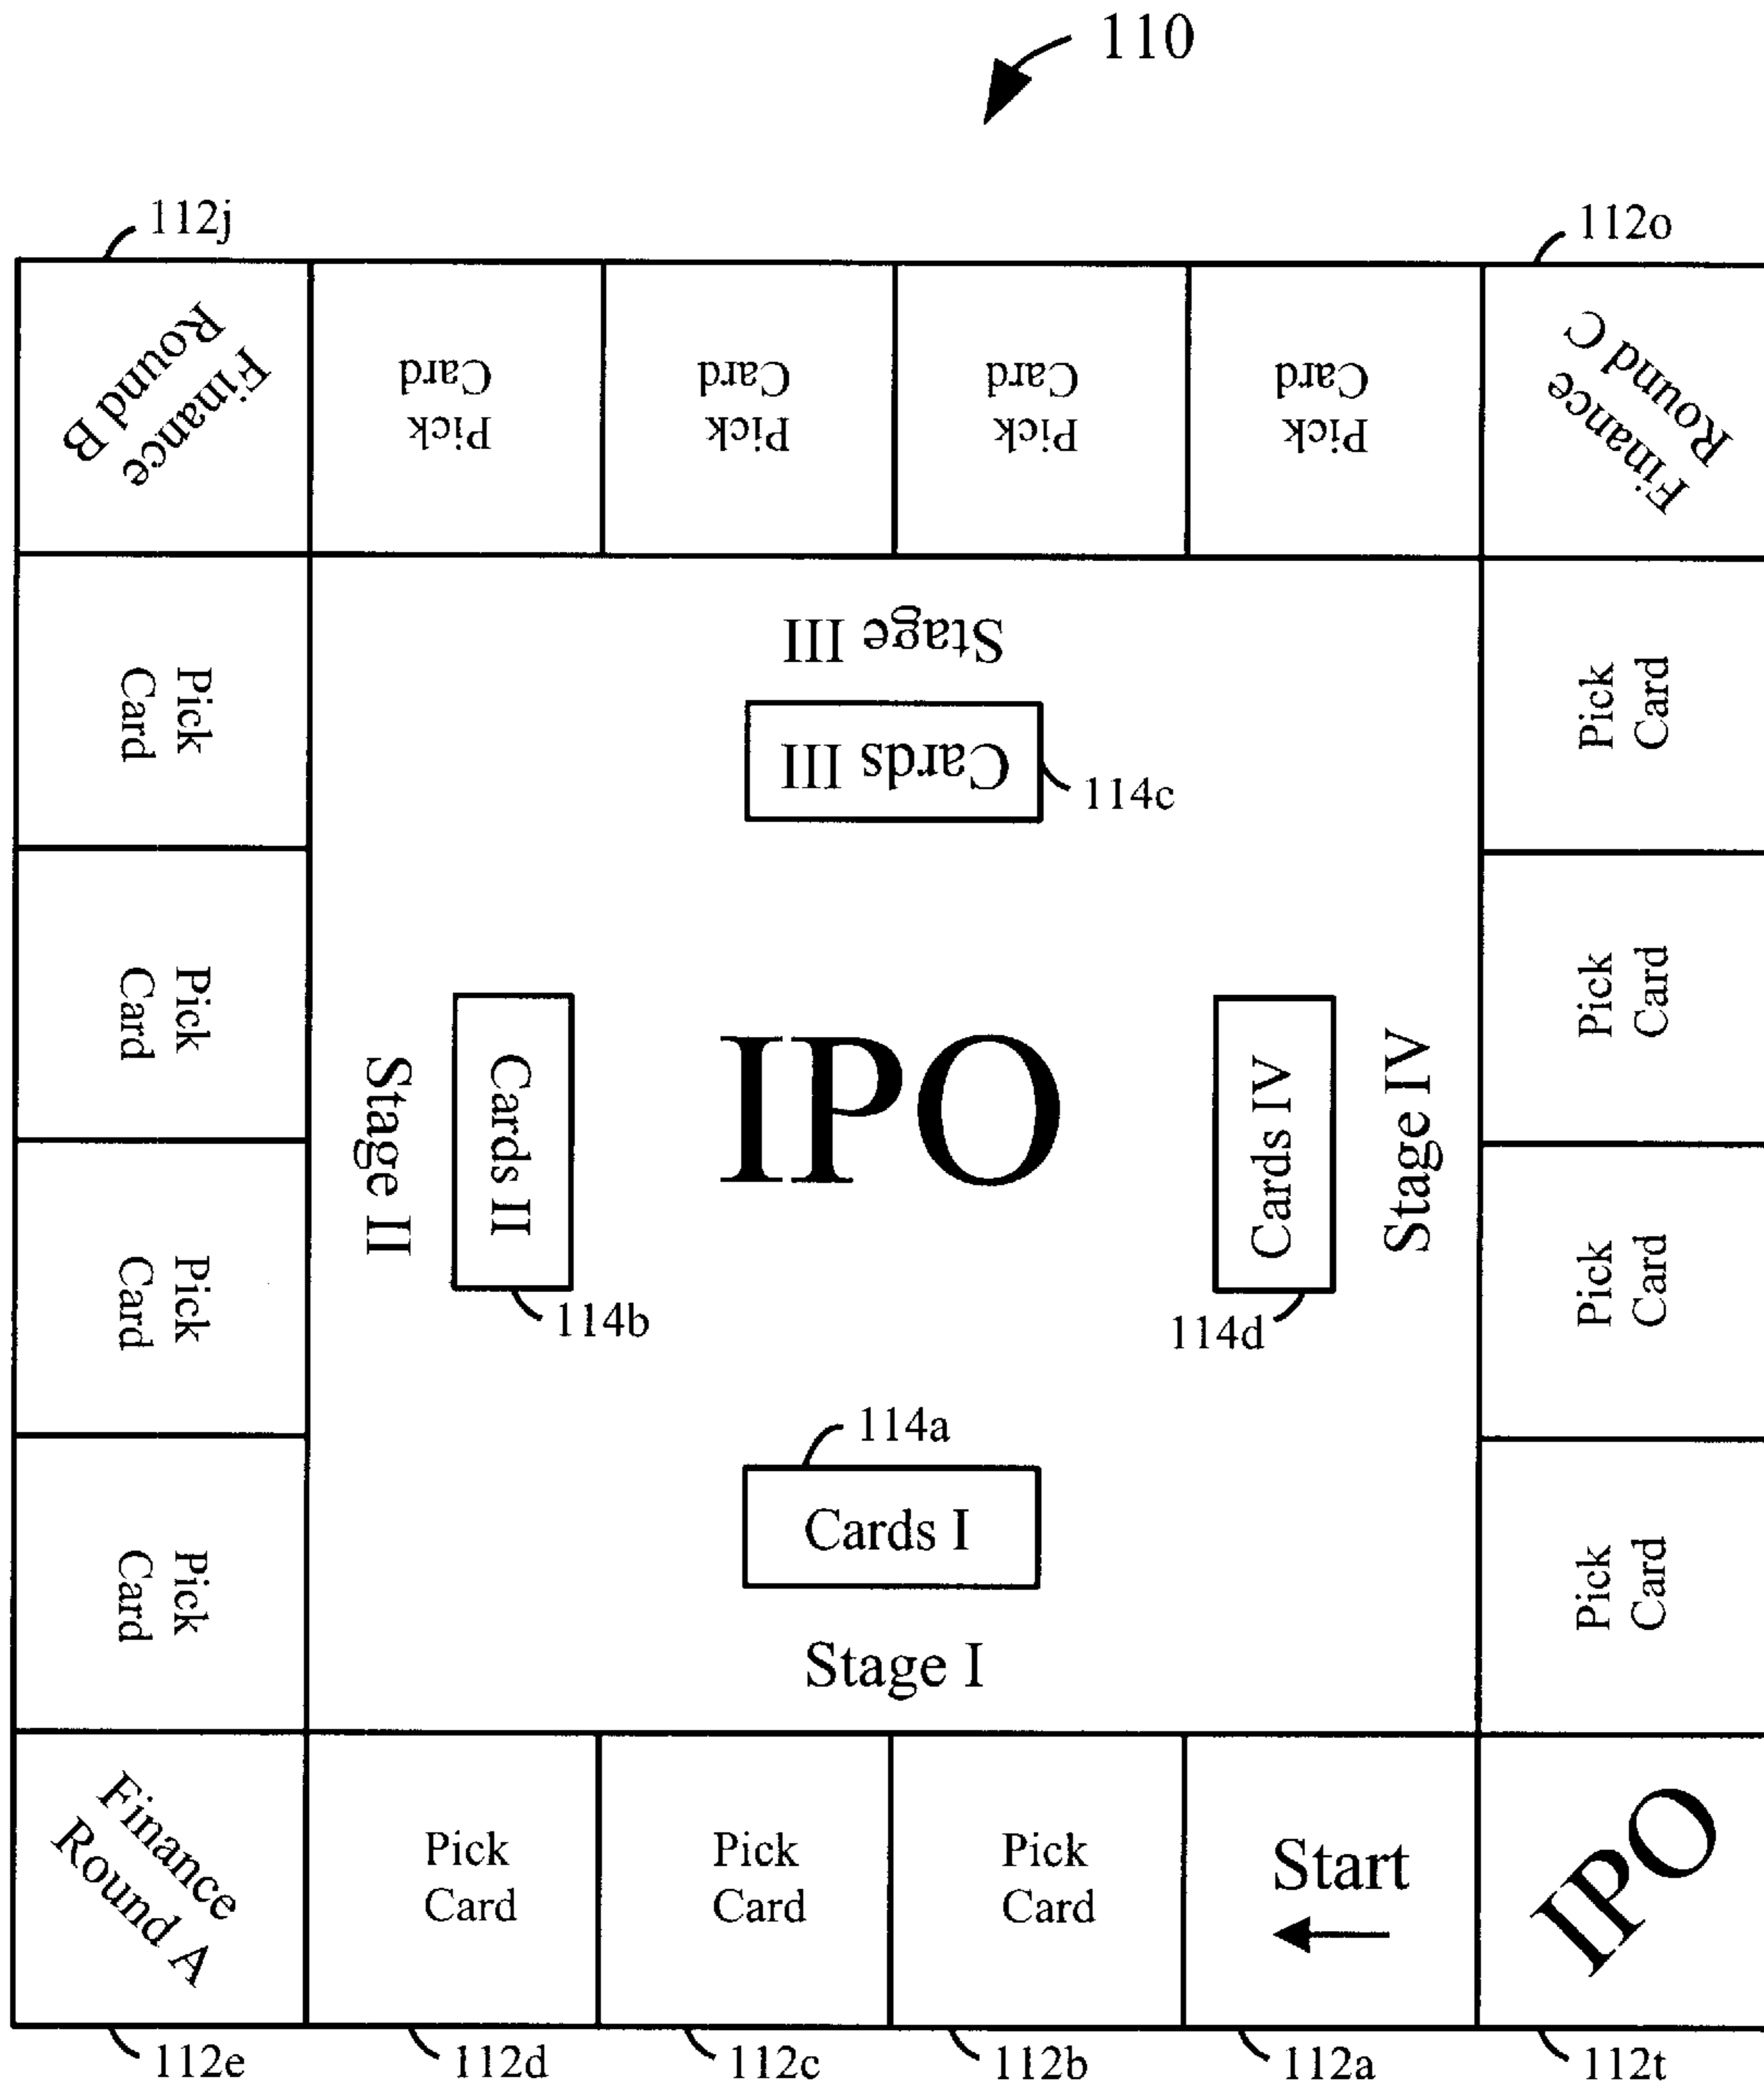 110
112j
112o
Finance
Round B
Pick
Card
Pick
Card
Pick
Card
Pick
Card
Finance
Round C
Pick
Card
Pick
Card
Pick
Card
Pick
Card
Stage III
Cards III
114c
Stage II
Cards II
114b
IPO
Cards IV
114d
Stage IV
Pick
Card
Pick
Card
Pick
Card
Pick
Card
114a
Cards I
Stage I
Finance
Round A
Pick
Card
Pick
Card
Pick
Card
Start
IPO
112e
112d
112c
112b
112a
112t